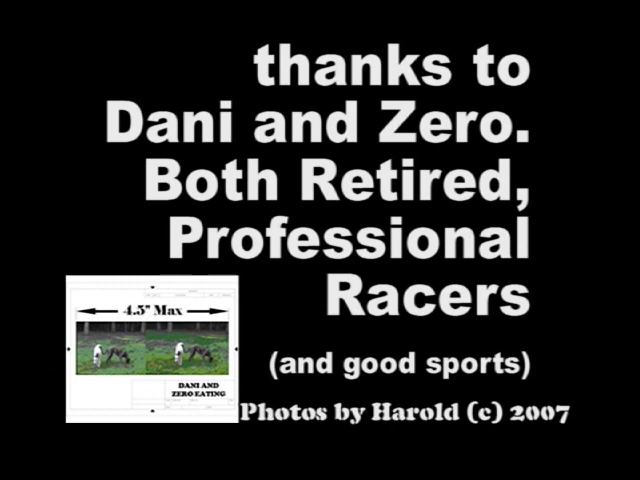 thanks to
Dani and Zero.
Both Retired,
Professional
Racers
(and good sports)
4.5" Max
DANI AND
ZERO EATING
Photos by Harold (c) 2007